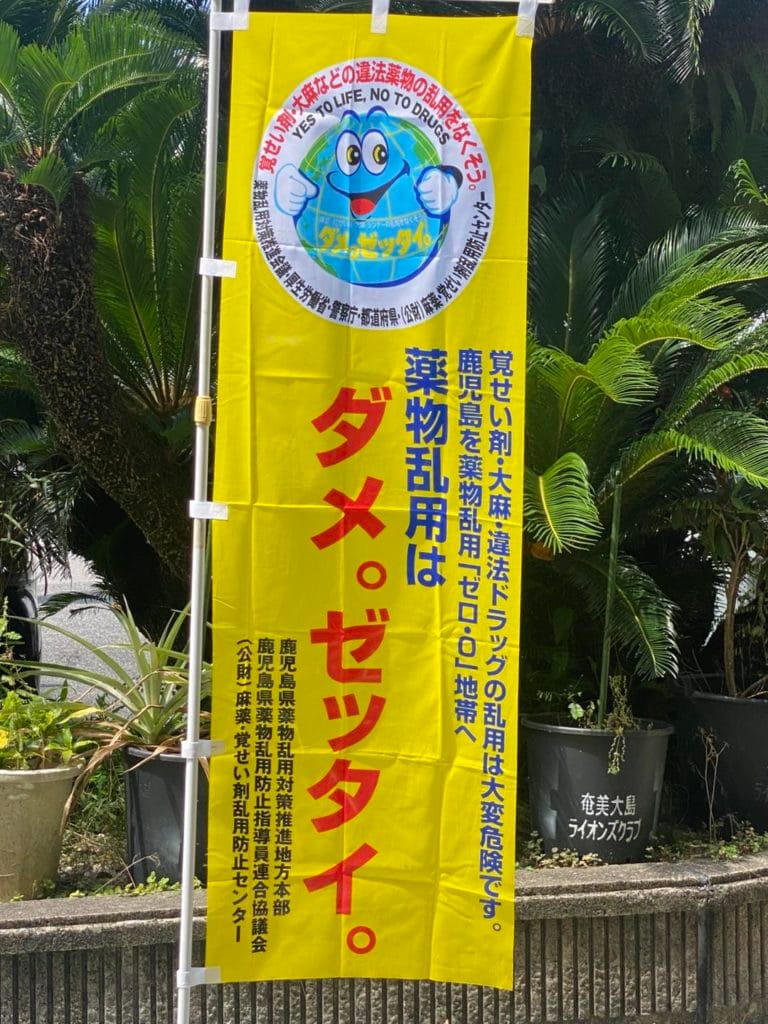 覚せい剤・大麻などの違法薬物の乱用をなくそう。
YES TO LIFE, NO TO DRUGS
ダメ。ゼッタイ。
薬物乱用対策推進会議・厚生労働省・警察庁・都道府県・(公財)麻薬・覚せい剤乱用防止センター
覚せい剤・大麻・違法ドラッグの乱用は大変危険です。
鹿児島を薬物乱用「ゼロ・0」地帯へ
薬物乱用は
ダメ。ゼッタイ。
鹿児島県薬物乱用対策推進地方本部
鹿児島県薬物乱用防止指導員連合協議会
(公財)麻薬・覚せい剤乱用防止センター
奄美大島
ライオンズクラブ